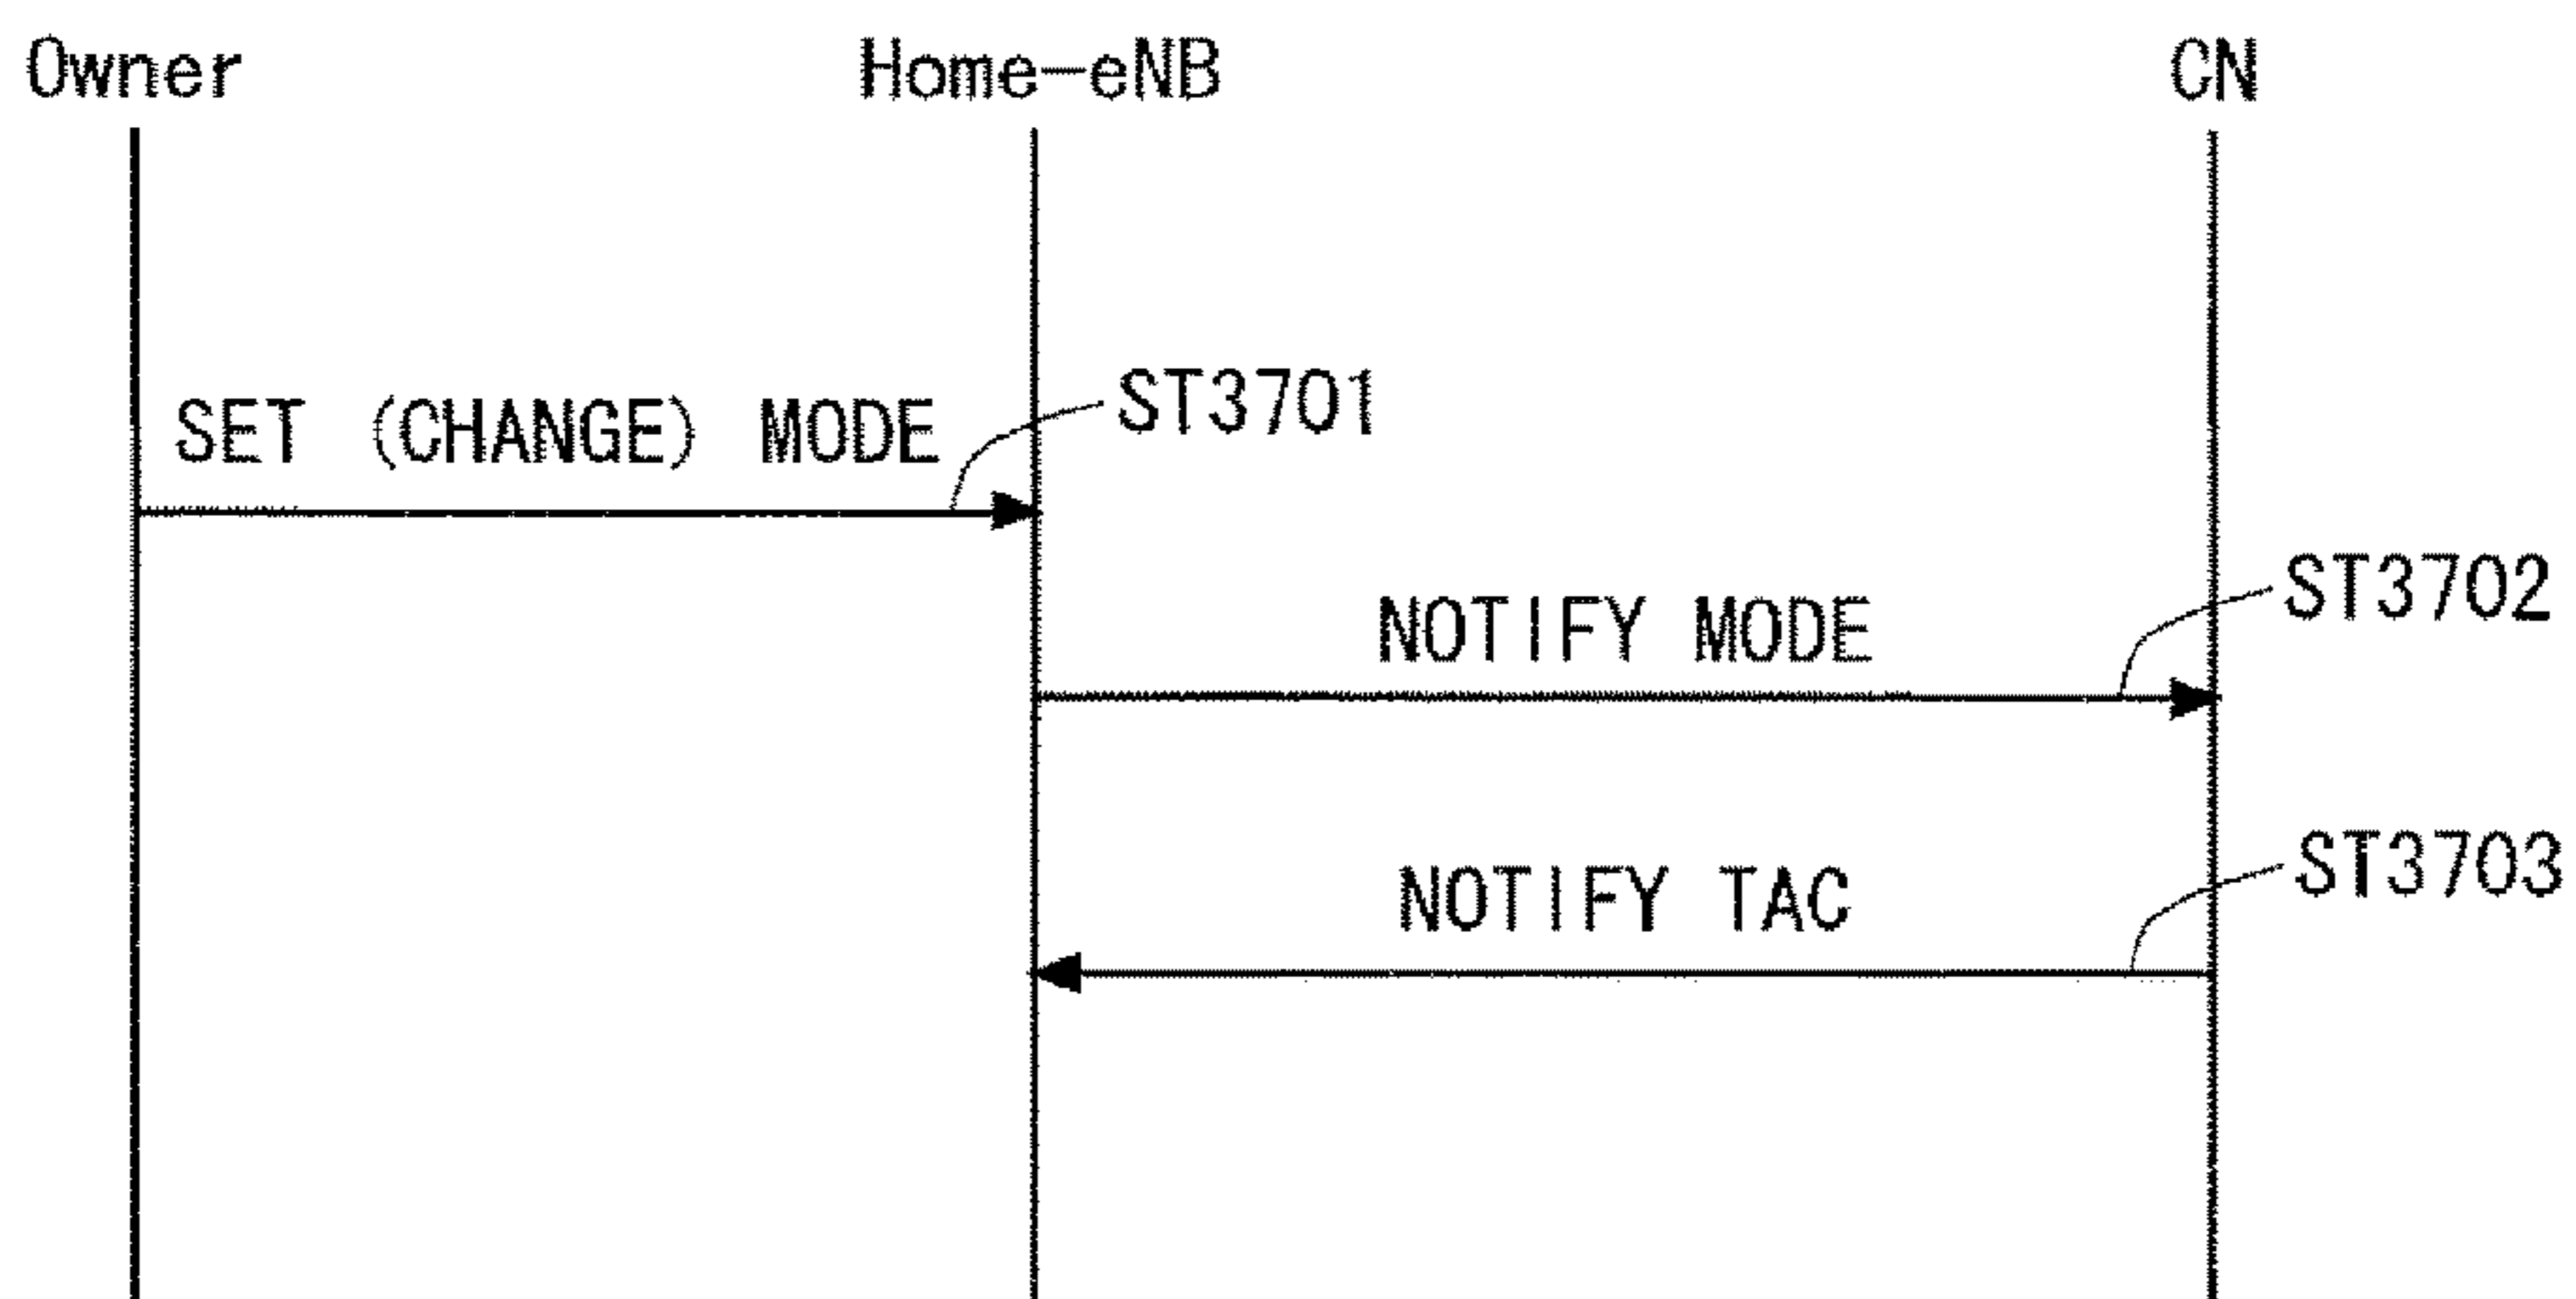 Owner Home-eNB CN
SET (CHANGE) MODE ST3701
NOTIFY MODE ST3702
NOTIFY TAC ST3703